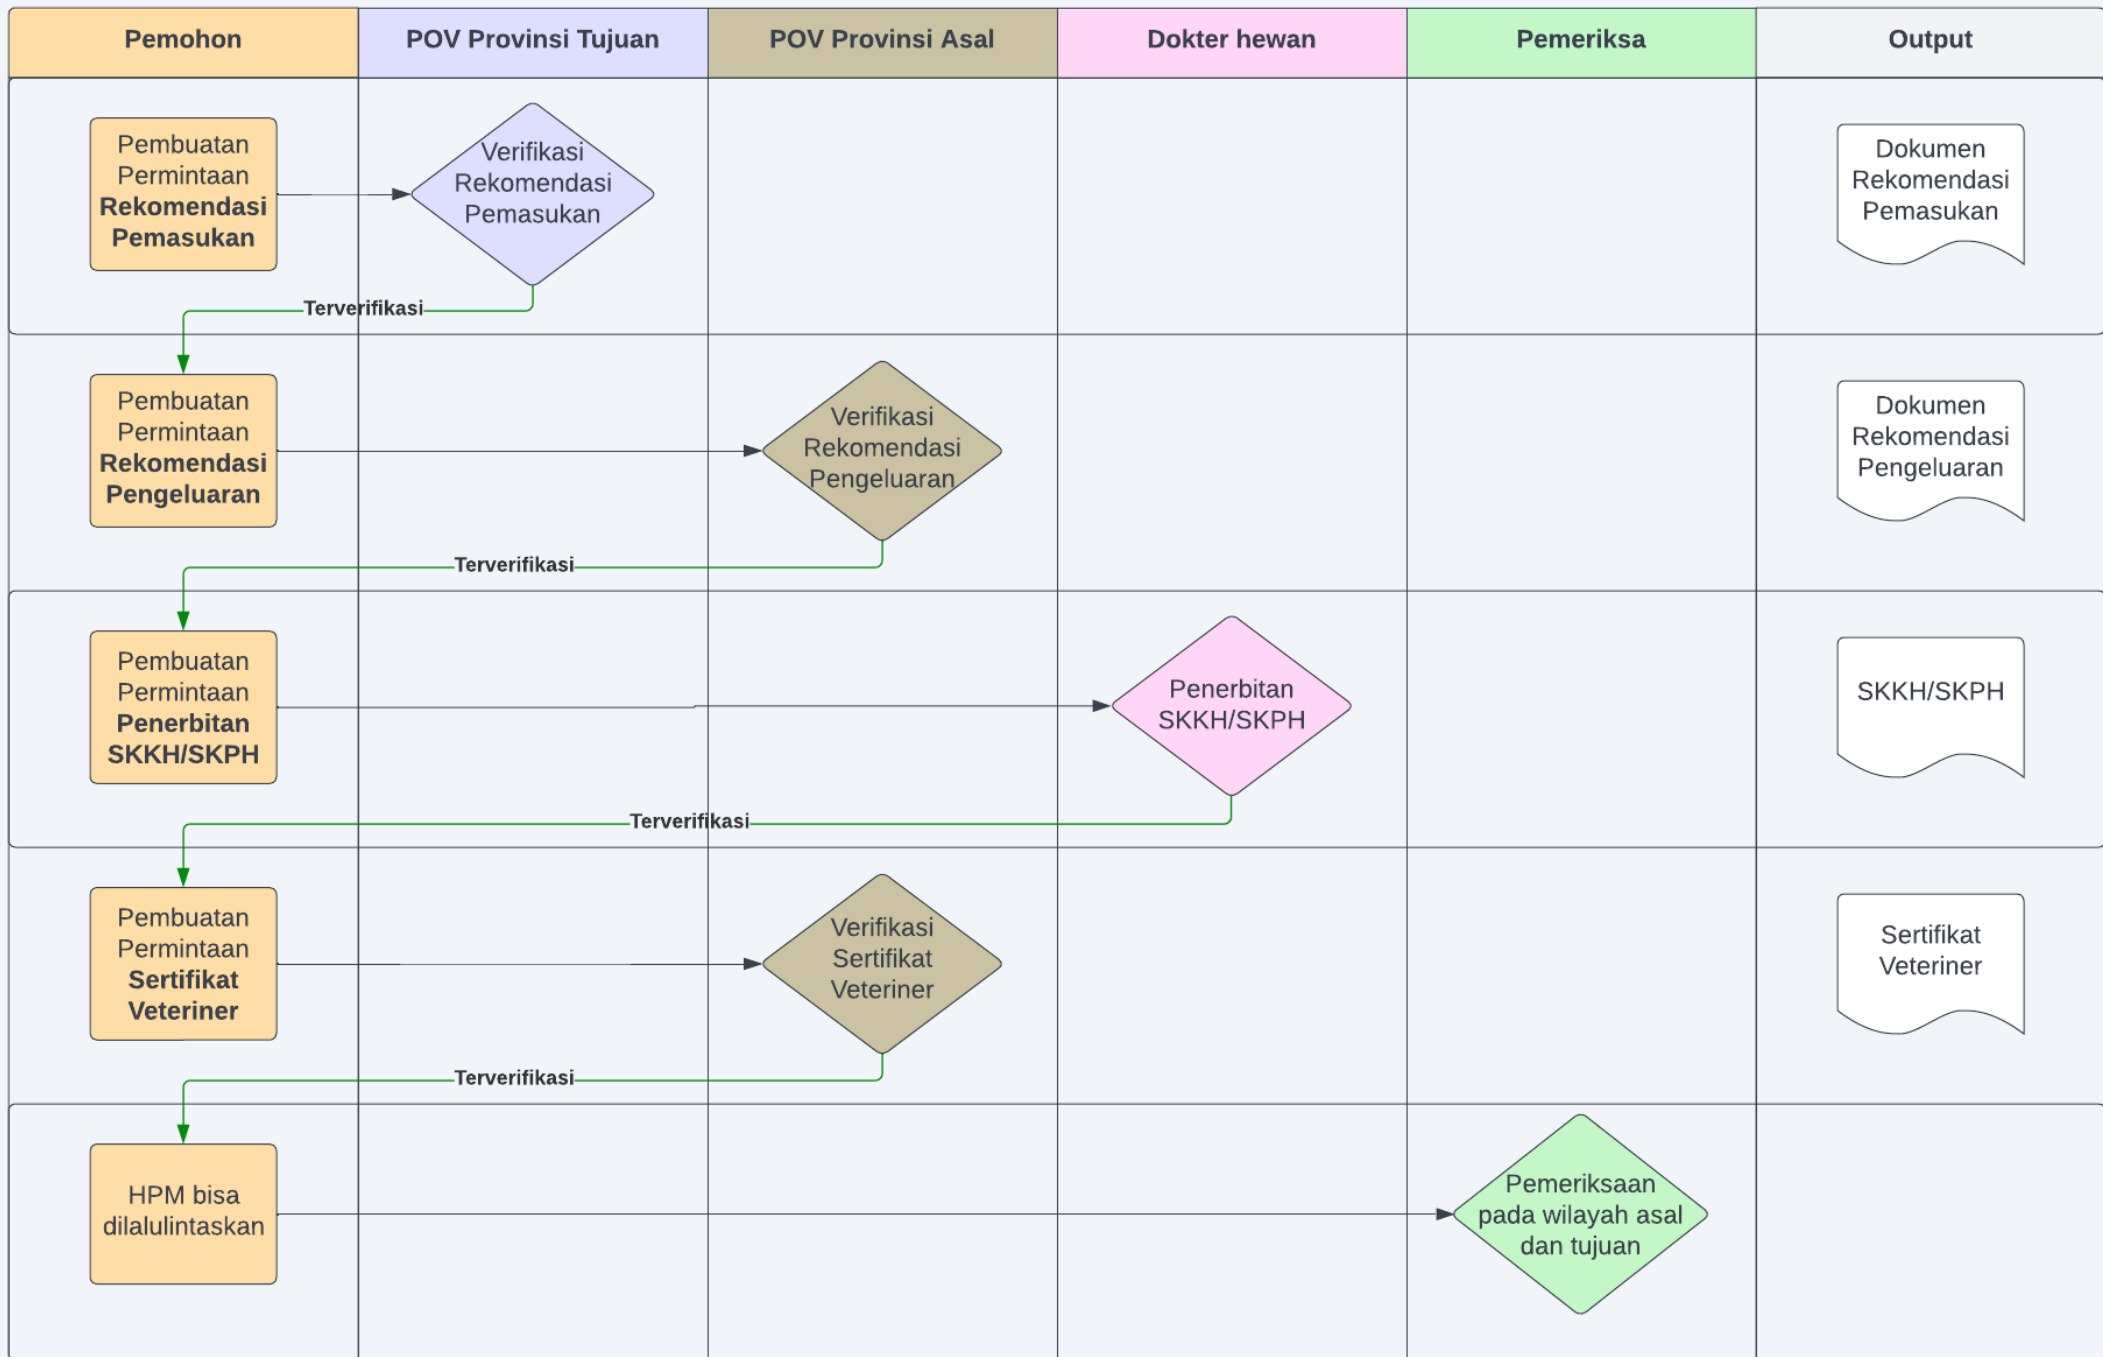 Pemohon
POV Provinsi Tujuan
POV Provinsi Asal
Dokter hewan
Pemeriksa
Output
Pembuatan
Permintaan
Rekomendasi
Pemasukan
Verifikasi
Rekomendasi
Pemasukan
Dokumen
Rekomendasi
Pemasukan
Terverifikasi
Pembuatan
Permintaan
Rekomendasi
Pengeluaran
Verifikasi
Rekomendasi
Pengeluaran
Dokumen
Rekomendasi
Pengeluaran
Terverifikasi
Pembuatan
Permintaan
Penerbitan
SKKH/SKPH
Penerbitan
SKKH/SKPH
SKKH/SKPH
Terverifikasi
Pembuatan
Permintaan
Sertifikat
Veteriner
Verifikasi
Sertifikat
Veteriner
Sertifikat
Veteriner
Terverifikasi
HPM bisa
dilalulintaskan
Pemeriksaan
pada wilayah asal
dan tujuan